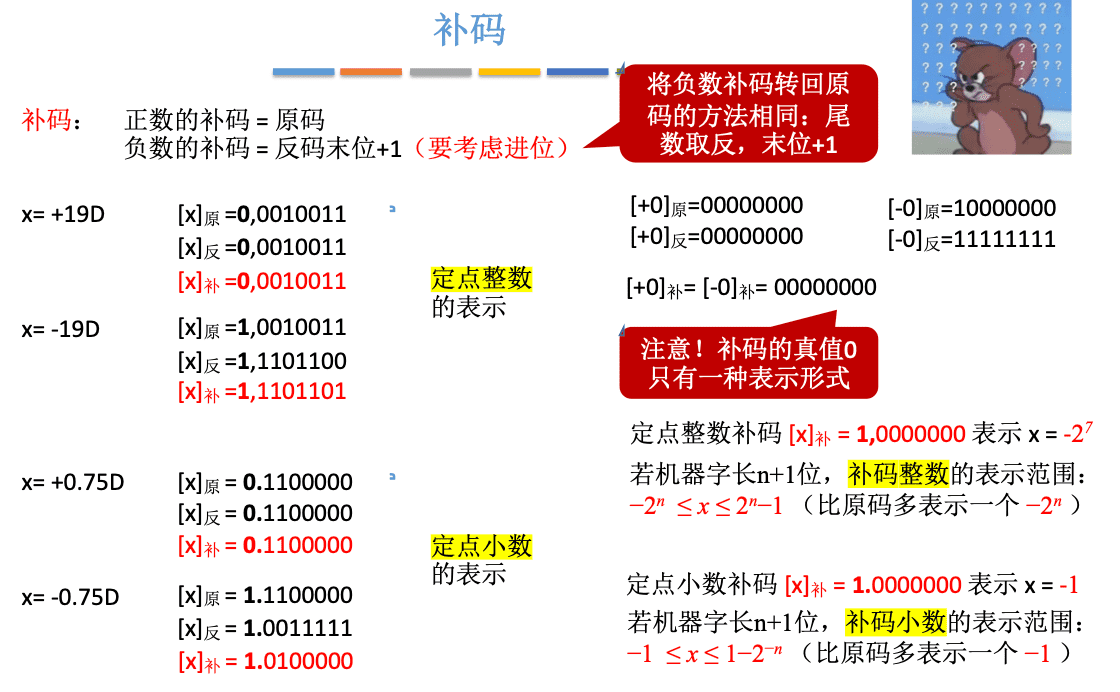 补码
将负数补码转回原
码的方法相同：尾
数取反，末位+1
补码： 正数的补码 = 原码
负数的补码 = 反码末位+1（要考虑进位）
x= +19D [x]原 =0,0010011
[x]反 =0,0010011
[x]补 =0,0010011
定点整数
的表示
x= -19D [x]原 =1,0010011
[x]反 =1,1101100
[x]补 =1,1101101
x= +0.75D [x]原 = 0.1100000
[x]反 = 0.1100000
[x]补 = 0.1100000
定点小数
的表示
x= -0.75D [x]原 = 1.1100000
[x]反 = 1.0011111
[x]补 = 1.0100000
[+0]原=00000000 [-0]原=10000000
[+0]反=00000000 [-0]反=11111111
[+0]补= [-0]补= 00000000
注意！补码的真值0
只有一种表示形式
定点整数补码 [x]补 = 1,0000000 表示 x = -2⁷
若机器字长n+1位，补码整数的表示范围：
−2ⁿ ≤ x ≤ 2ⁿ−1 （比原码多表示一个 −2ⁿ ）
定点小数补码 [x]补 = 1.0000000 表示 x = -1
若机器字长n+1位，补码小数的表示范围：
−1 ≤ x ≤ 1−2⁻ⁿ （比原码多表示一个 −1 ）
? ? ? ? ? ? ? ? ? ?